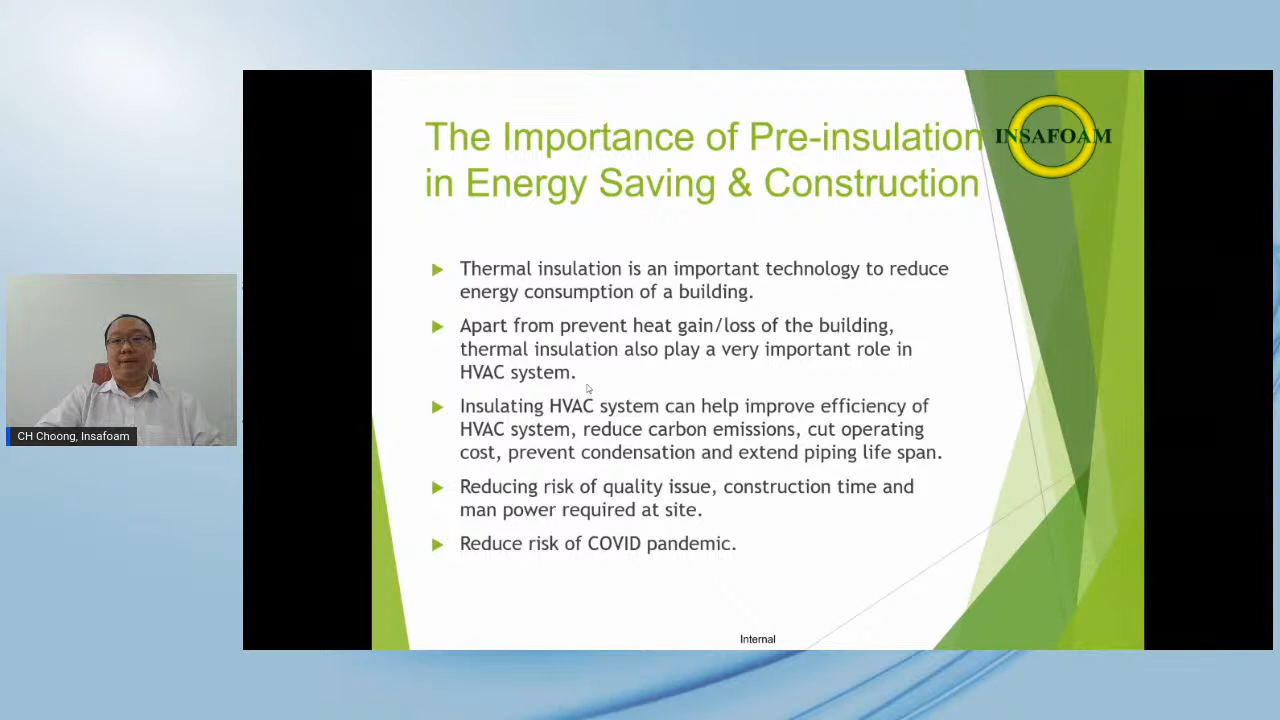 The Importance of Pre-insulation
in Energy Saving & Construction
INSAFOAM
Thermal insulation is an important technology to reduce
energy consumption of a building.
Apart from prevent heat gain/loss of the building,
thermal insulation also play a very important role in
HVAC system.
Insulating HVAC system can help improve efficiency of
HVAC system, reduce carbon emissions, cut operating
cost, prevent condensation and extend piping life span.
Reducing risk of quality issue, construction time and
man power required at site.
Reduce risk of COVID pandemic.
Internal
CH Choong, Insafoam